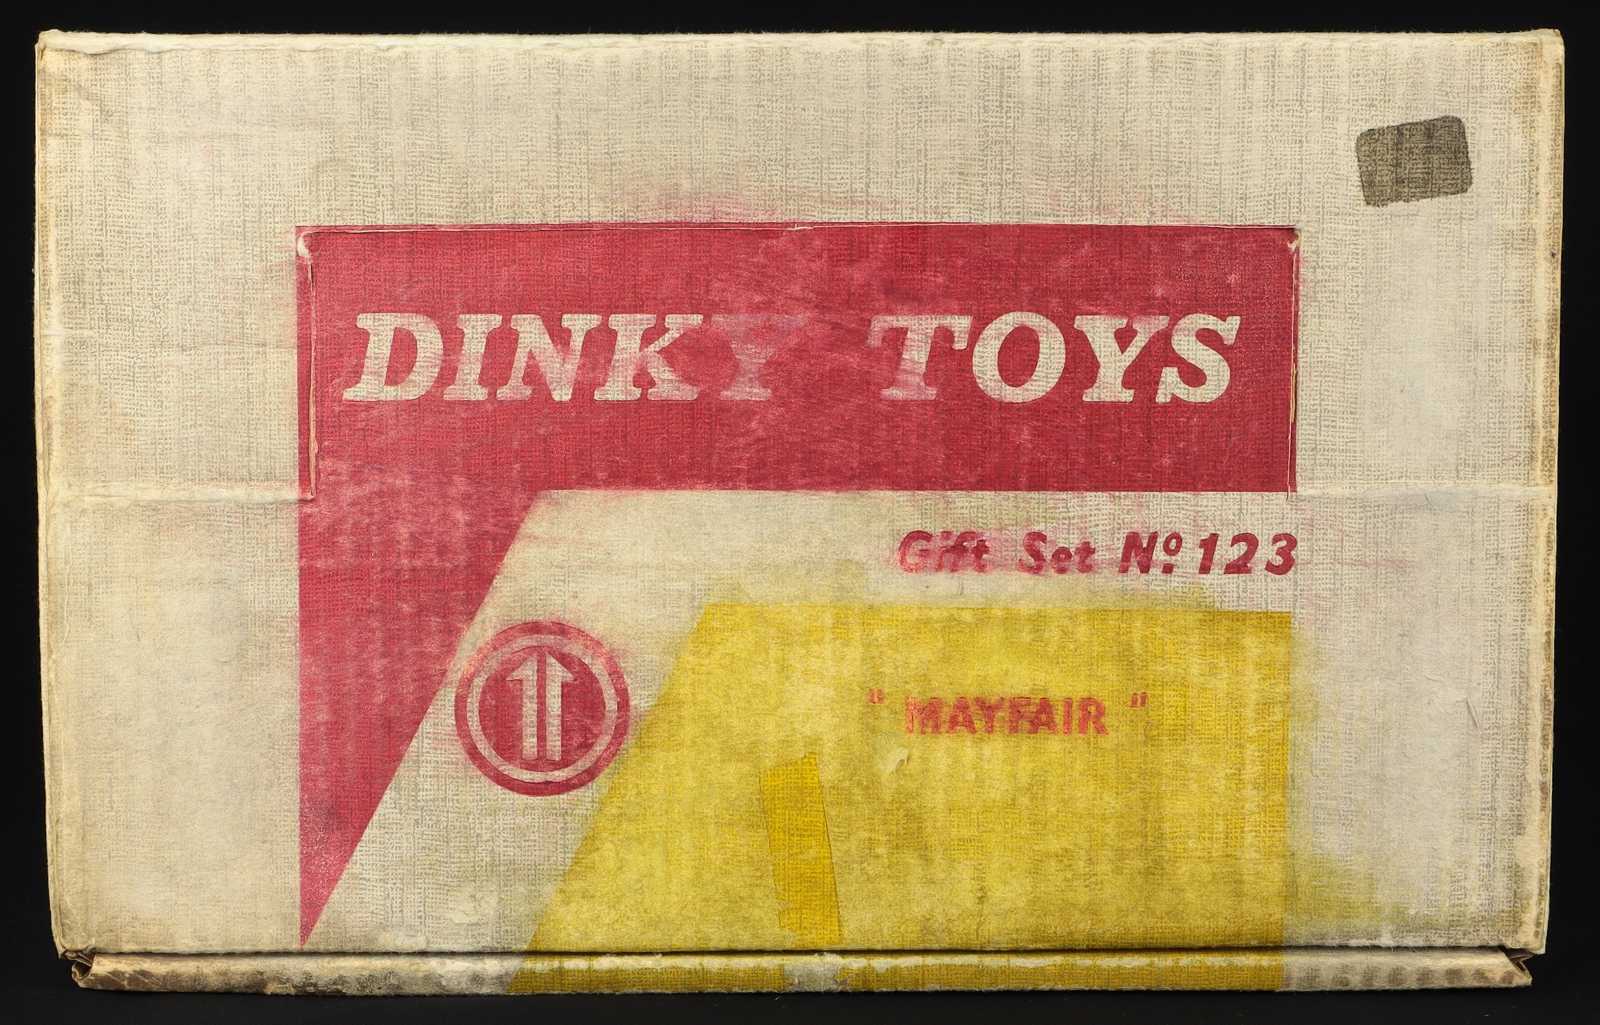 DINKY TOYS
Gift Set Nº 123
" MAYFAIR "